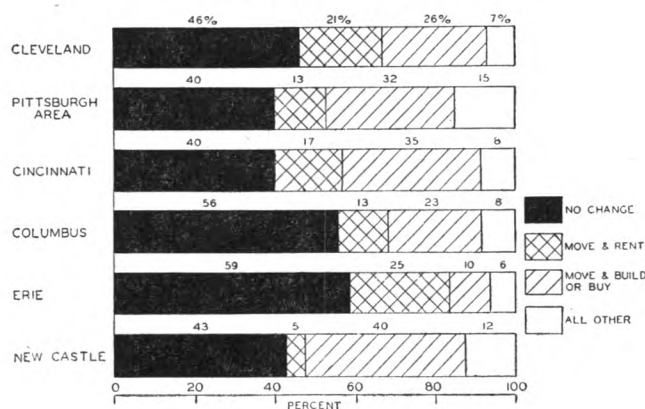 46% 21% 26% 7%
CLEVELAND
40 13 32 15
PITTSBURGH
AREA
40 17 35 8
CINCINNATI
56 13 23 8
COLUMBUS
59 25 10 6
ERIE
43 5 40 12
NEW CASTLE
NO CHANGE
MOVE & RENT
MOVE & BUILD
OR BUY
ALL OTHER
0 20 40 60 80 100
PERCENT